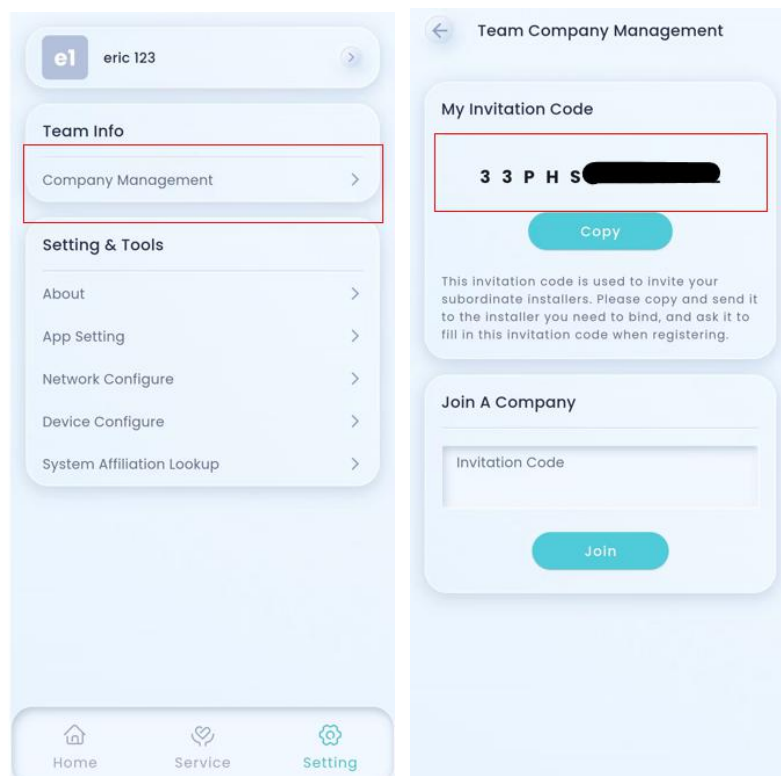 e1
eric 123
Team Info
Company Management
Setting & Tools
About
App Setting
Network Configure
Device Configure
System Affiliation Lookup
Home
Service
Setting
Team Company Management
My Invitation Code
3 3 P H S
Copy
This invitation code is used to invite your
subordinate installers. Please copy and send it
to the installer you need to bind, and ask it to
fill in this invitation code when registering.
Join A Company
Invitation Code
Join